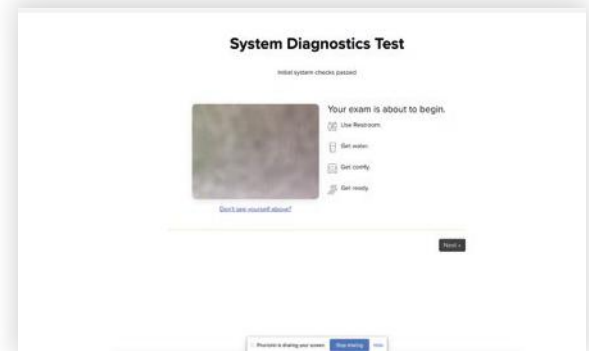 System Diagnostics Test
Initial system checks passed
Your exam is about to begin.
Use Restroom.
Get water.
Get comfy.
Get ready.
Don't see yourself above?
Next »
Proctorio is sharing your screen.
Stop sharing
Hide